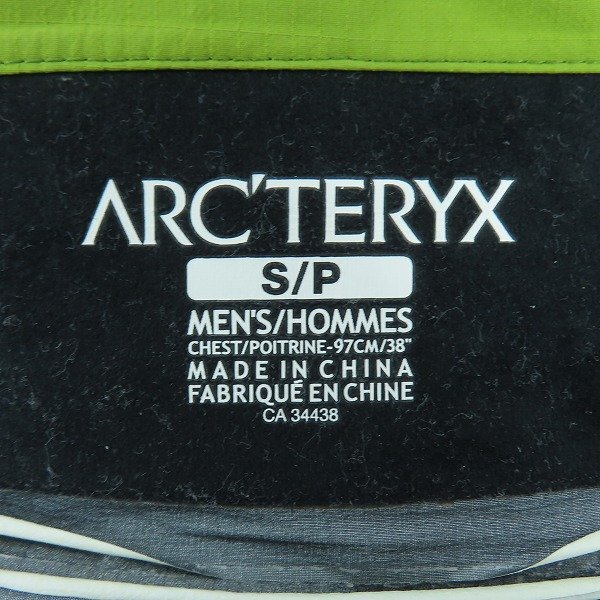 ARC'TERYX
S/P
MEN'S/HOMMES
CHEST/POITRINE-97CM/38"
MADE IN CHINA
FABRIQUÉ EN CHINE
CA 34438